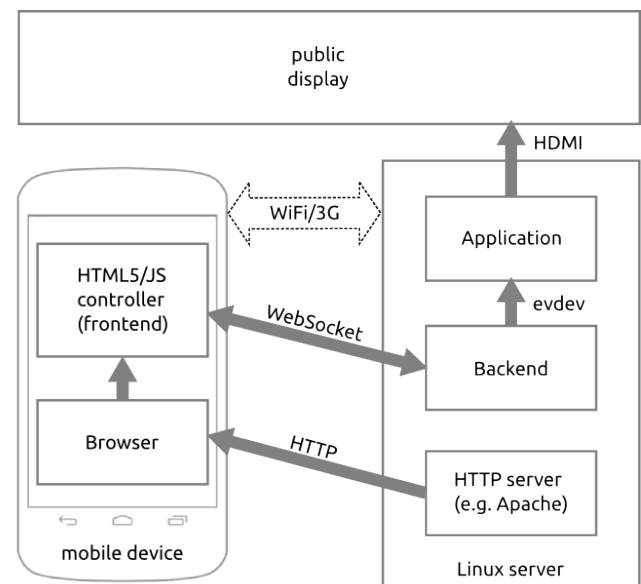 public
display
HDMI
WiFi/3G
Application
HTML5/JS
controller
(frontend)
WebSocket
evdev
Backend
Browser
HTTP
HTTP server
(e.g. Apache)
mobile device
Linux server